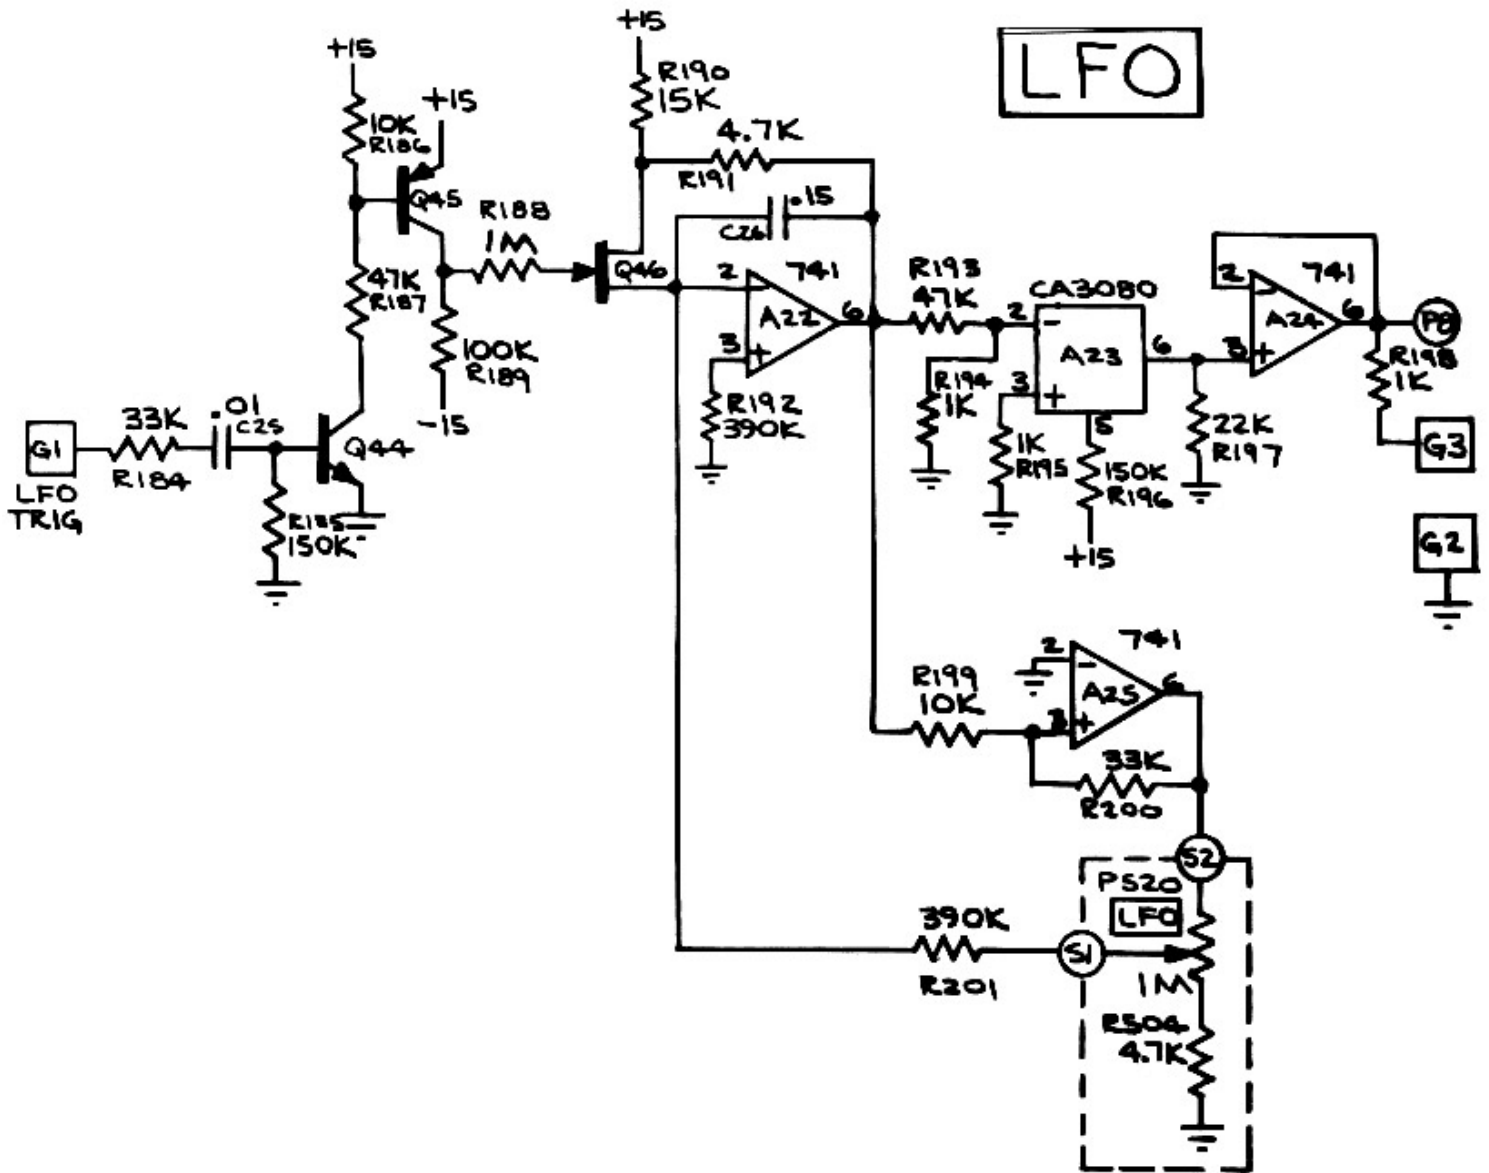 LFO
+15
R190
15K
4.7K
R191
+15
10K
R186
+15
Q45
R188
1M
47K
R187
100K
R189
-15
Q46
.15
C26
2
741
A22
6
3
+
-
R192
390K
G1
LFO
TRIG
33K
R184
.01
C25
Q44
R185
150K
R193
47K
CA3080
2
-
A23
6
3
+
5
R194
1K
1K
R195
150K
R196
+15
22K
R197
2
-
741
A24
6
3
+
P8
R198
1K
G3
G2
2
-
741
A25
6
3
+
R199
10K
33K
R200
S2
PS20
LFO
390K
R201
S1
1M
R504
4.7K